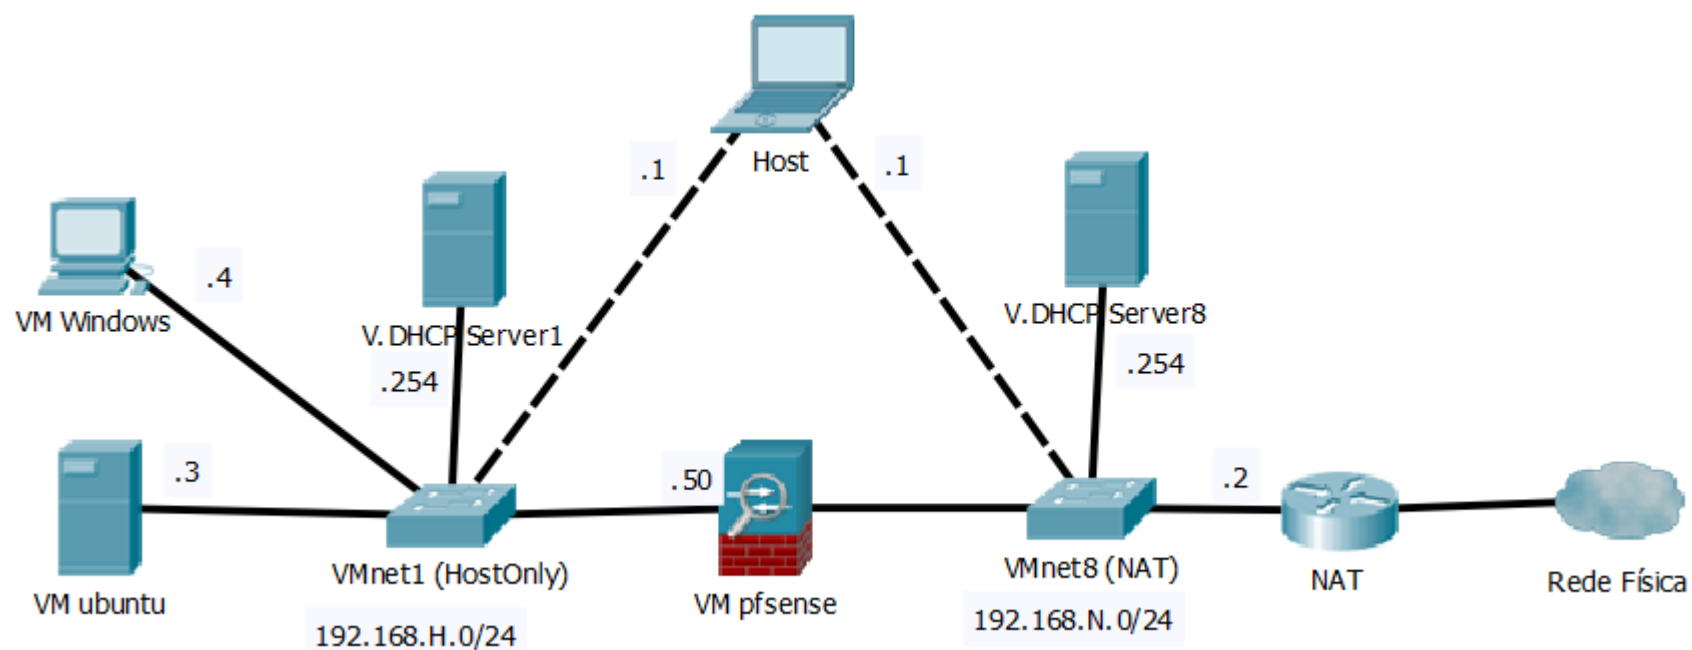 .1
Host
.1
.4
VM Windows
V.DHCP Server1
.254
V.DHCP Server8
.254
.3
VM ubuntu
VMnet1 (HostOnly)
192.168.H.0/24
.50
VM pfsense
VMnet8 (NAT)
192.168.N.0/24
.2
NAT
Rede Física